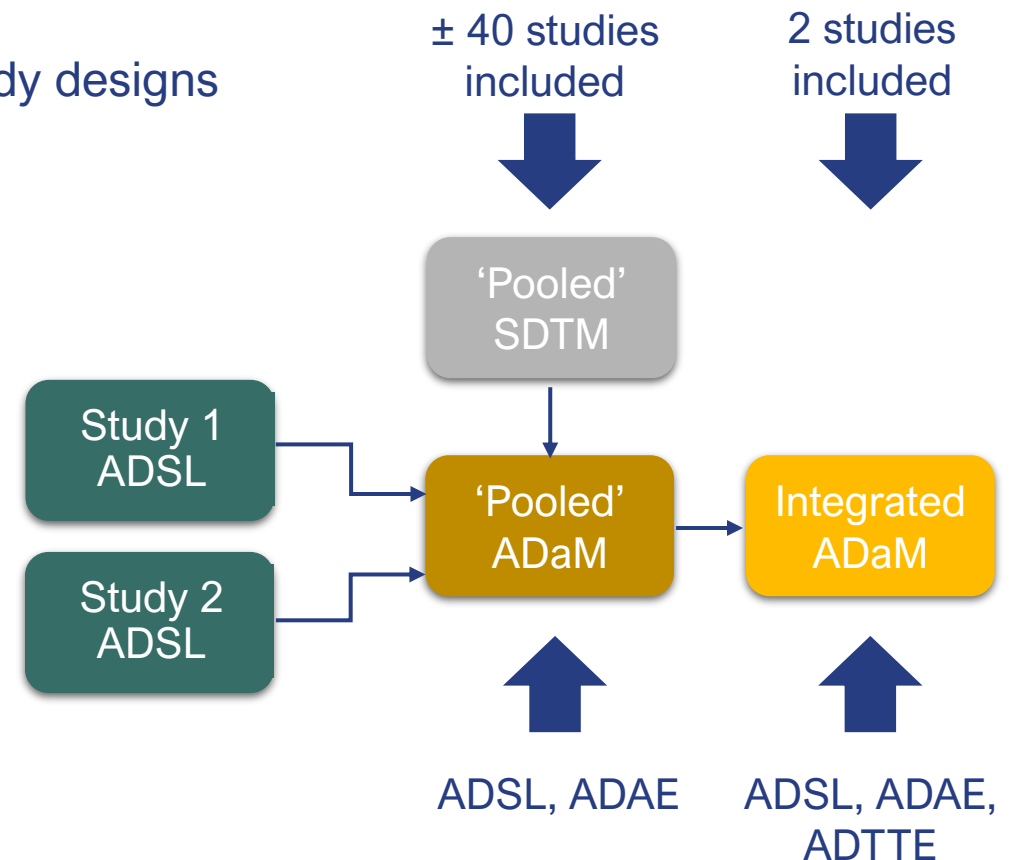 dy designs
± 40 studies
included
2 studies
included
‘Pooled’
SDTM
Study 1
ADSL
Study 2
ADSL
‘Pooled’
ADaM
Integrated
ADaM
ADSL, ADAE
ADSL, ADAE,
ADTTE